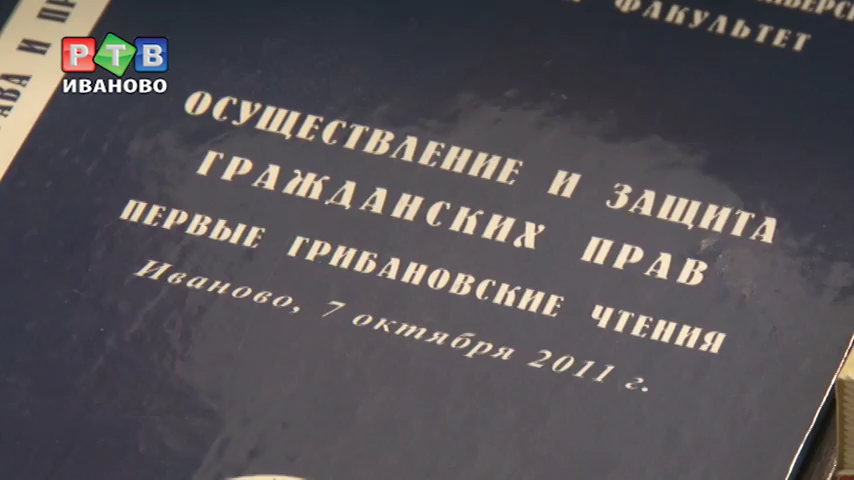 ФАКУЛЬТЕТ
РТВ
ИВАНОВО
И
ОСУЩЕСТВЛЕНИЕ И ЗАЩИТА
ГРАЖДАНСКИХ ПРАВ
ПЕРВЫЕ ГРИБАНОВСКИЕ ЧТЕНИЯ
Иваново, 7 октября 2011 г.